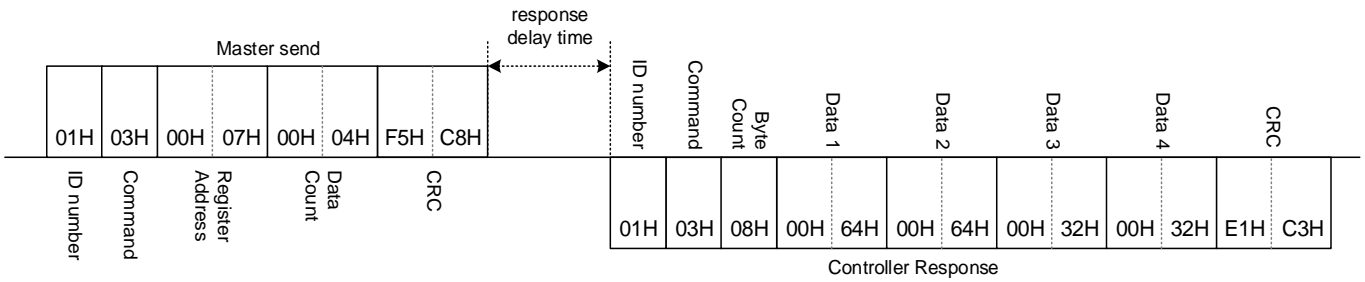 response
delay time
Master send
01H 03H 00H 07H 00H 04H F5H C8H
ID number
Command
Register
Address
Data
Count
CRC
ID number
Command
Byte
Count
Data 1
Data 2
Data 3
Data 4
CRC
01H 03H 08H 00H 64H 00H 64H 00H 32H 00H 32H E1H C3H
Controller Response